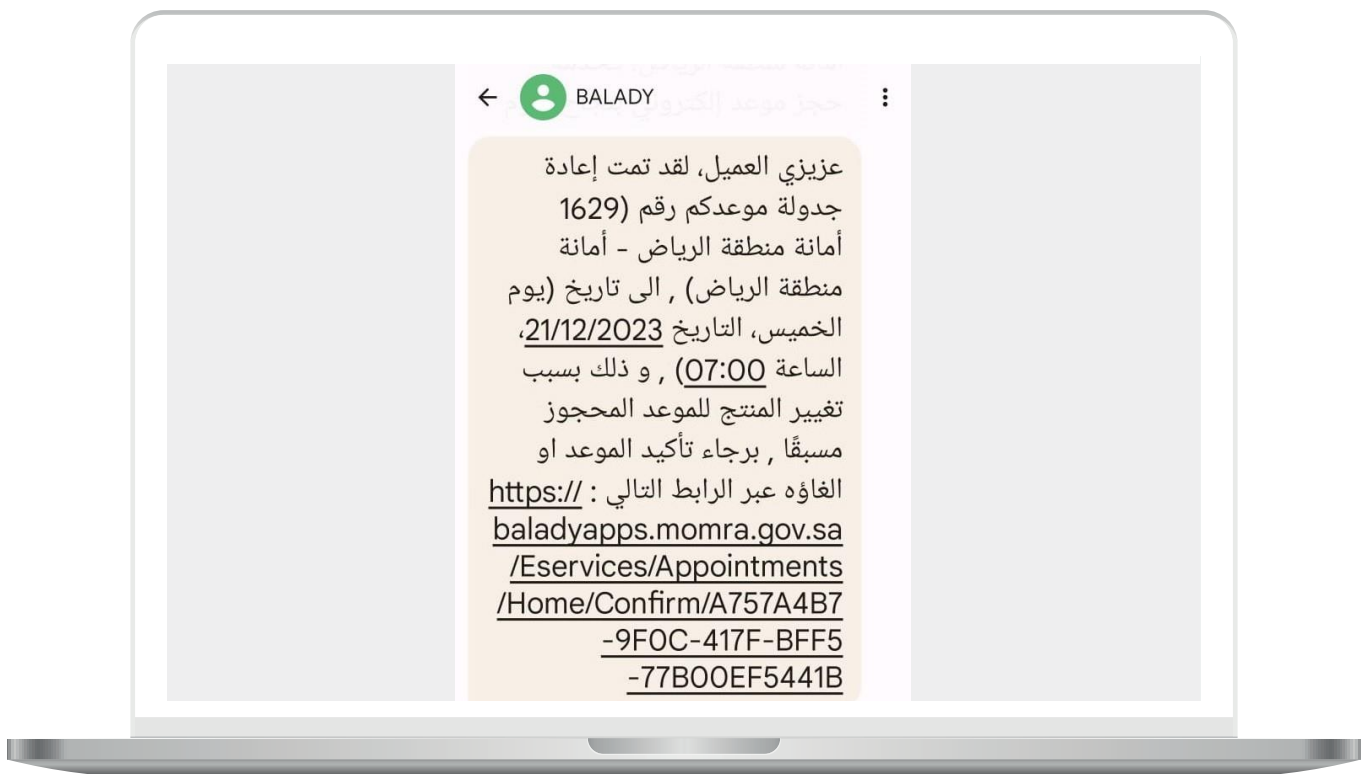 BALADY
عزيزي العميل، لقد تمت إعادة
جدولة موعدكم رقم (1629
أمانة منطقة الرياض - أمانة
منطقة الرياض) , الى تاريخ (يوم
الخميس، التاريخ 21/12/2023،
الساعة 07:00) , و ذلك بسبب
تغيير المنتج للموعد المحجوز
مسبقًا , برجاء تأكيد الموعد او
الغاؤه عبر الرابط التالي : https://
baladyapps.momra.gov.sa
/Eservices/Appointments
/Home/Confirm/A757A4B7
-9F0C-417F-BFF5
-77B00EF5441B